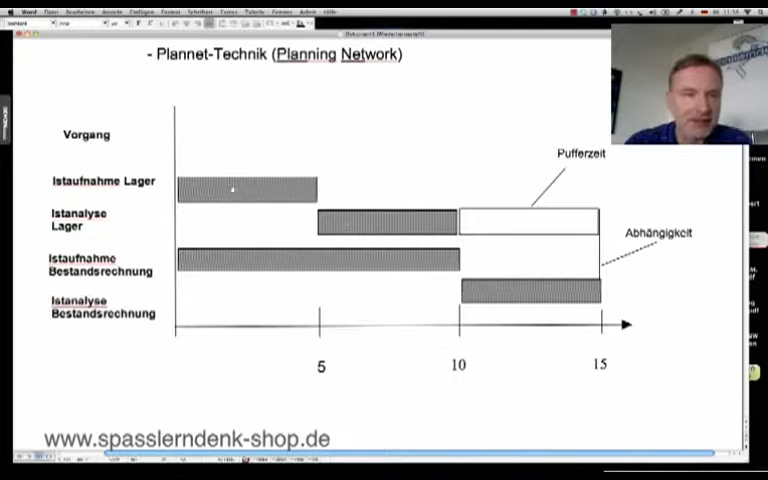 Word
- Plannet-Technik (Planning Network)
Vorgang
Pufferzeit
Istaufnahme Lager
Istanalyse
Lager
Abhängigkeit
Istaufnahme
Bestandsrechnung
Istanalyse
Bestandsrechnung
5
10
15
www.spasslerndenk-shop.de